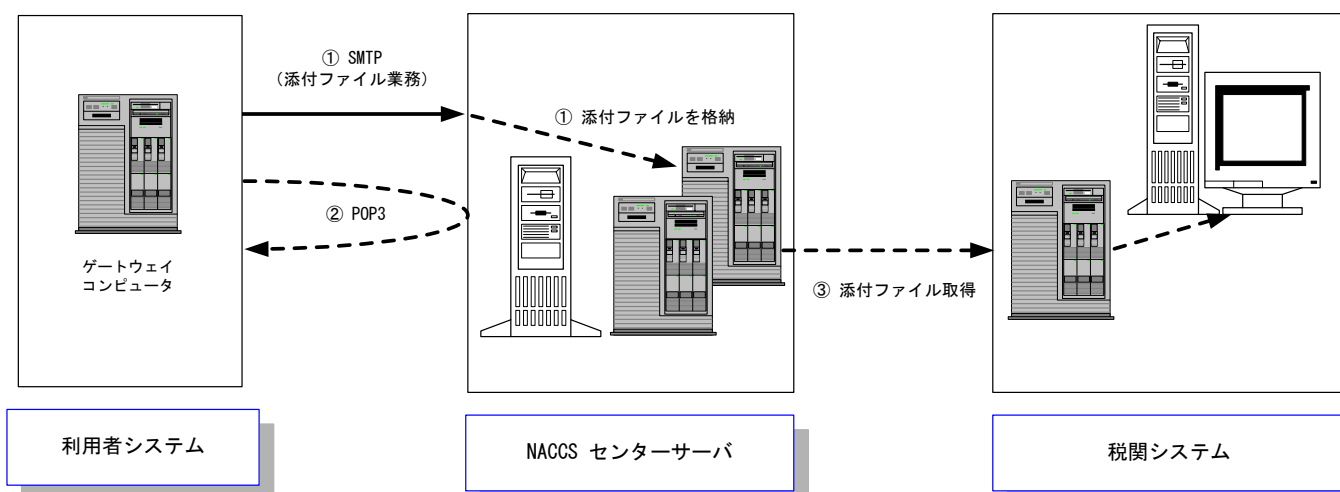 ① SMTP
（添付ファイル業務）
① 添付ファイルを格納
② POP3
ゲートウェイ
コンピュータ
③ 添付ファイル取得
利用者システム
NACCS センターサーバ
税関システム